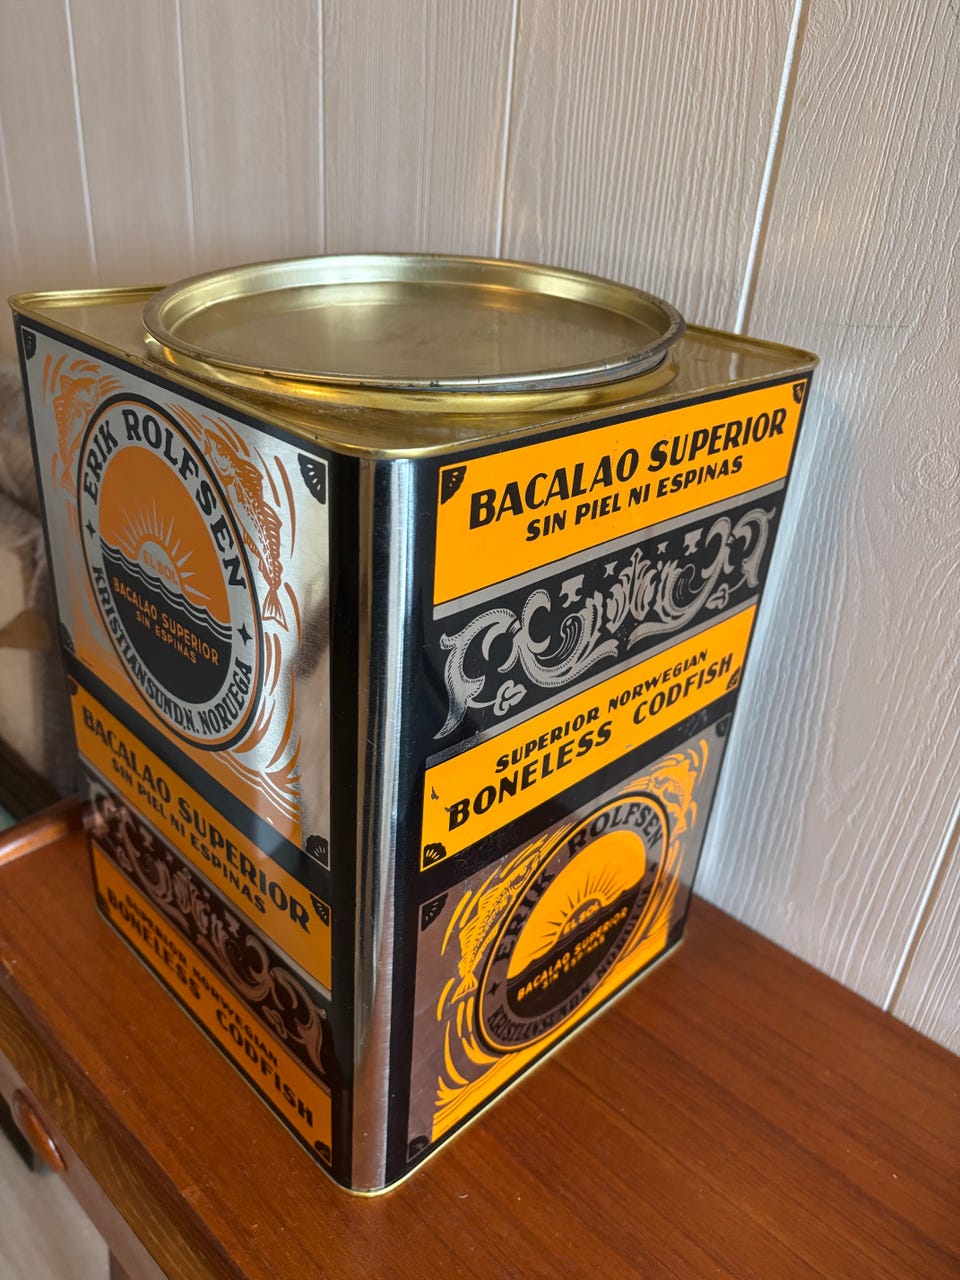 ERIK ROLFSEN
EL SOL
BACALAO SUPERIOR
SIN ESPINAS
KRISTIANSUND.N. NORUEGA
BACALAO SUPERIOR
SIN PIEL NI ESPINAS
SUPERIOR NORWEGIAN
BONELESS CODFISH
BACALAO SUPERIOR
SIN PIEL NI ESPINAS
SUPERIOR NORWEGIAN
BONELESS CODFISH
ERIK ROLFSEN
EL SOL
BACALAO SUPERIOR
SIN ESPINAS
KRISTIANSUND.N. NORUEGA